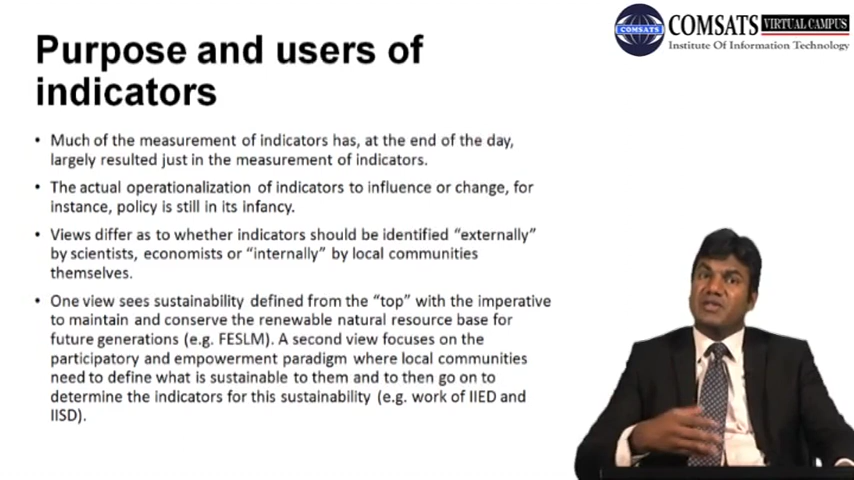 COMSATS VIRTUAL CAMPUS
COMSATS
Institute Of Information Technology
Purpose and users of
indicators
• Much of the measurement of indicators has, at the end of the day,
largely resulted just in the measurement of indicators.
• The actual operationalization of indicators to influence or change, for
instance, policy is still in its infancy.
• Views differ as to whether indicators should be identified “externally”
by scientists, economists or “internally” by local communities
themselves.
• One view sees sustainability defined from the “top” with the imperative
to maintain and conserve the renewable natural resource base for
future generations (e.g. FESLM). A second view focuses on the
participatory and empowerment paradigm where local communities
need to define what is sustainable to them and to then go on to
determine the indicators for this sustainability (e.g. work of IIED and
IISD).